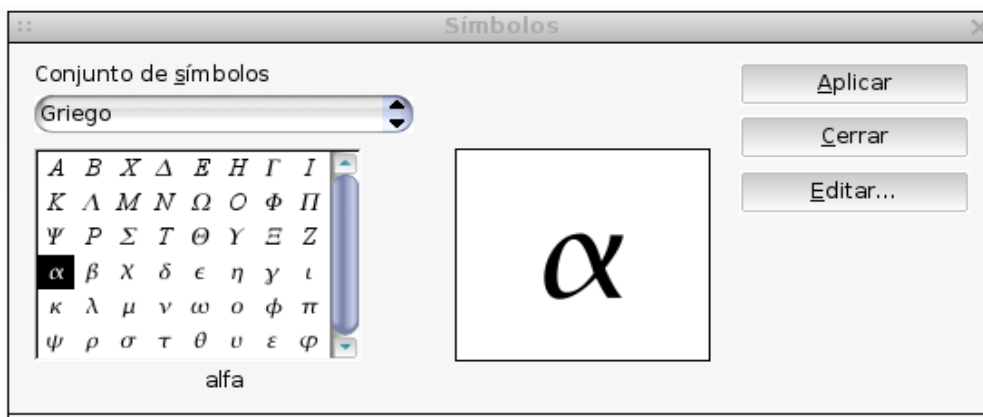 Símbolos
Conjunto de símbolos
Griego
Α Β Χ Δ Ε Η Γ Ι
Κ Λ Μ Ν Ω Ο Φ Π
Ψ Ρ Σ Τ Θ Υ Ξ Ζ
α β χ δ ϵ η γ ι
κ λ μ ν ω ο ϕ π
ψ ρ σ τ θ υ ε φ
alfa
α
Aplicar
Cerrar
Editar...